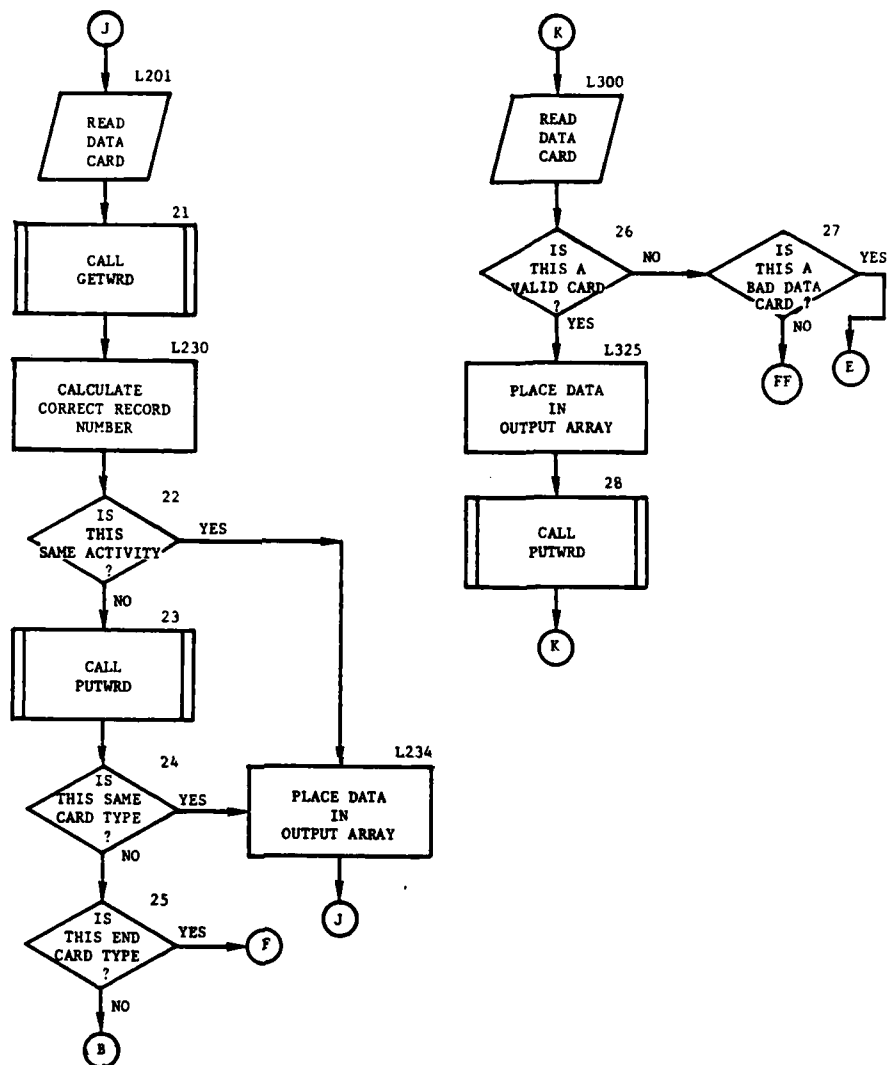 J
L201
READ
DATA
CARD
21
CALL
GETWRD
L230
CALCULATE
CORRECT RECORD
NUMBER
22
IS
THIS
SAME ACTIVITY
?
YES
NO
23
CALL
PUTWRD
24
IS
THIS SAME
CARD TYPE
?
YES
NO
L234
PLACE DATA
IN
OUTPUT ARRAY
J
25
IS
THIS END
CARD TYPE
?
YES
F
NO
B
K
L300
READ
DATA
CARD
26
IS
THIS A
VALID CARD
?
NO
YES
27
IS
THIS A
BAD DATA
CARD ?
YES
NO
FF
E
L325
PLACE DATA
IN
OUTPUT ARRAY
28
CALL
PUTWRD
K